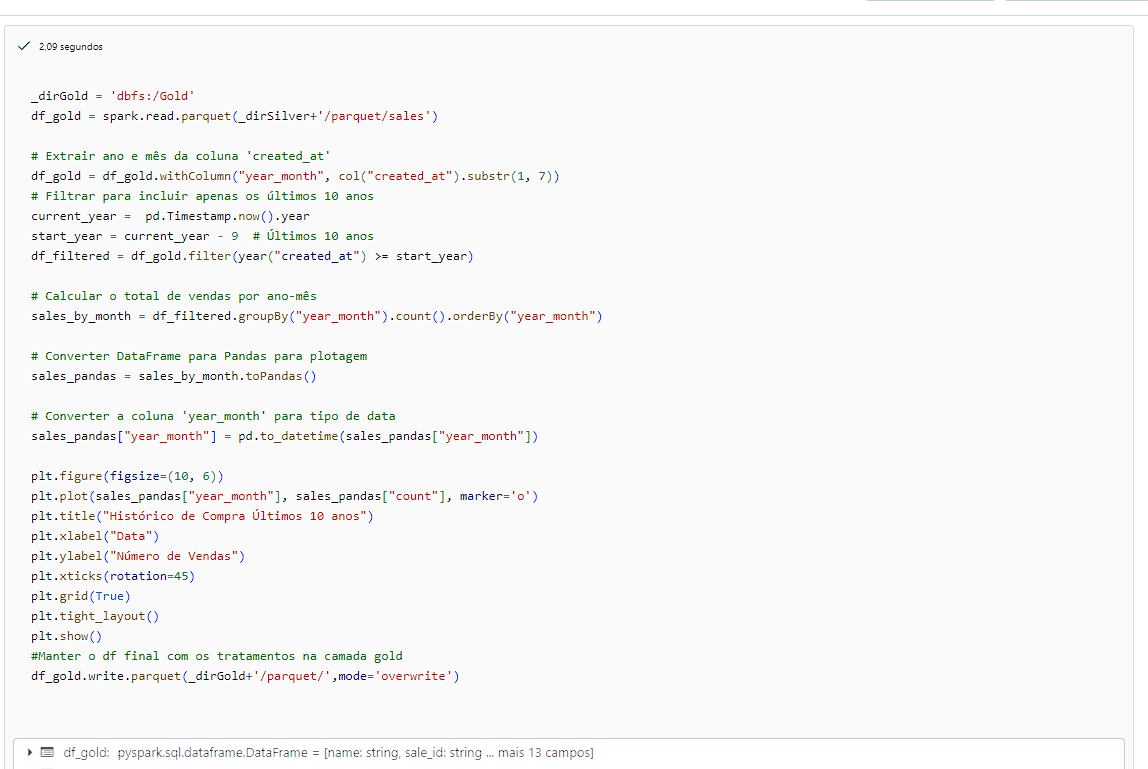 2,09 segundos
_dirGold = 'dbfs:/Gold'
df_gold = spark.read.parquet(_dirSilver+'/parquet/sales')
# Extrair ano e mês da coluna 'created_at'
df_gold = df_gold.withColumn("year_month", col("created_at").substr(1, 7))
# Filtrar para incluir apenas os últimos 10 anos
current_year =  pd.Timestamp.now().year
start_year = current_year - 9  # Últimos 10 anos
df_filtered = df_gold.filter(year("created_at") >= start_year)
# Calcular o total de vendas por ano-mês
sales_by_month = df_filtered.groupBy("year_month").count().orderBy("year_month")
# Converter DataFrame para Pandas para plotagem
sales_pandas = sales_by_month.toPandas()
# Converter a coluna 'year_month' para tipo de data
sales_pandas["year_month"] = pd.to_datetime(sales_pandas["year_month"])
plt.figure(figsize=(10, 6))
plt.plot(sales_pandas["year_month"], sales_pandas["count"], marker='o')
plt.title("Histórico de Compra Últimos 10 anos")
plt.xlabel("Data")
plt.ylabel("Número de Vendas")
plt.xticks(rotation=45)
plt.grid(True)
plt.tight_layout()
plt.show()
#Manter o df final com os tratamentos na camada gold
df_gold.write.parquet(_dirGold+'/parquet/',mode='overwrite')
df_gold: pyspark.sql.dataframe.DataFrame = [name: string, sale_id: string ... mais 13 campos]